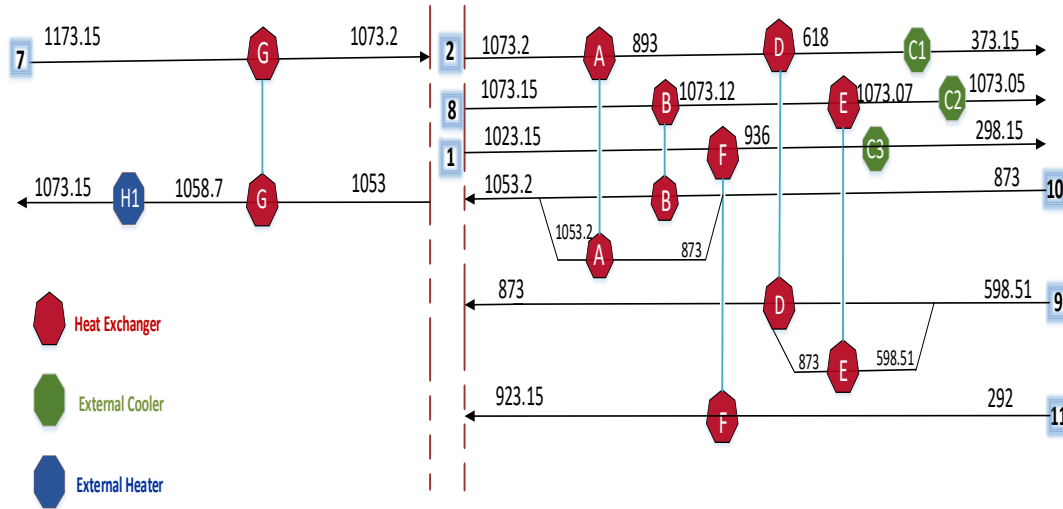 7 1173.15 G 1073.2 2 1073.2 A 893 D 618 C1 373.15
8 1073.15 B 1073.12 E 1073.07 C2 1073.05
1 1023.15 F 936 C3 298.15
1073.15 H1 1058.7 G 1053 1053.2 B 873 10
1053.2 A 873
873 D 598.51 9
873 E 598.51
923.15 F 292 11
Heat Exchanger
External Cooler
External Heater